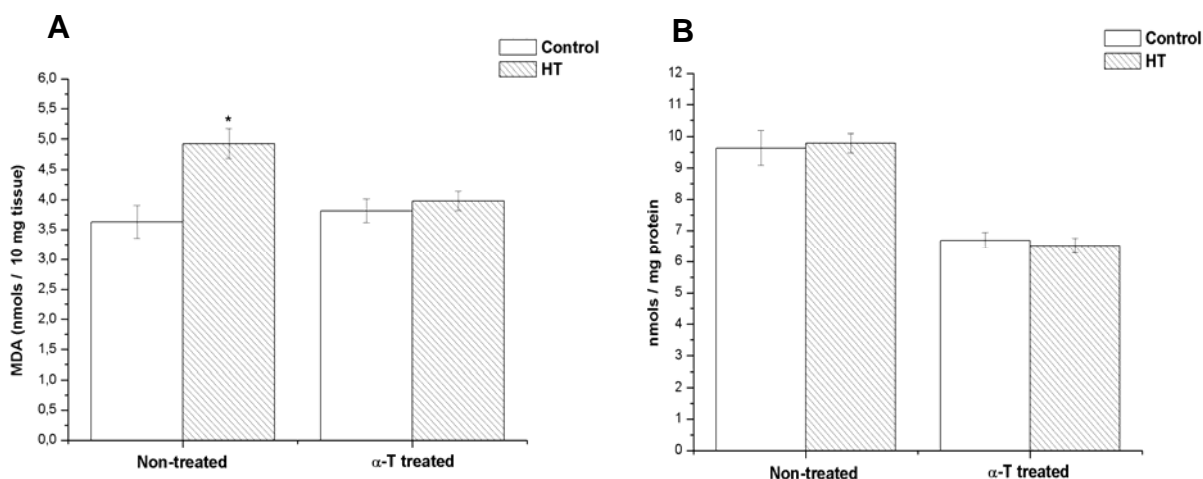 A
Control
HT
6,0
5,5
5,0
4,5
4,0
3,5
3,0
2,5
2,0
1,5
1,0
0,5
0,0
MDA (nmols / 10 mg tissue)
*
Non-treated
α-T treated
B
Control
HT
12
11
10
9
8
7
6
5
4
3
2
1
0
nmols / mg protein
Non-treated
α-T treated